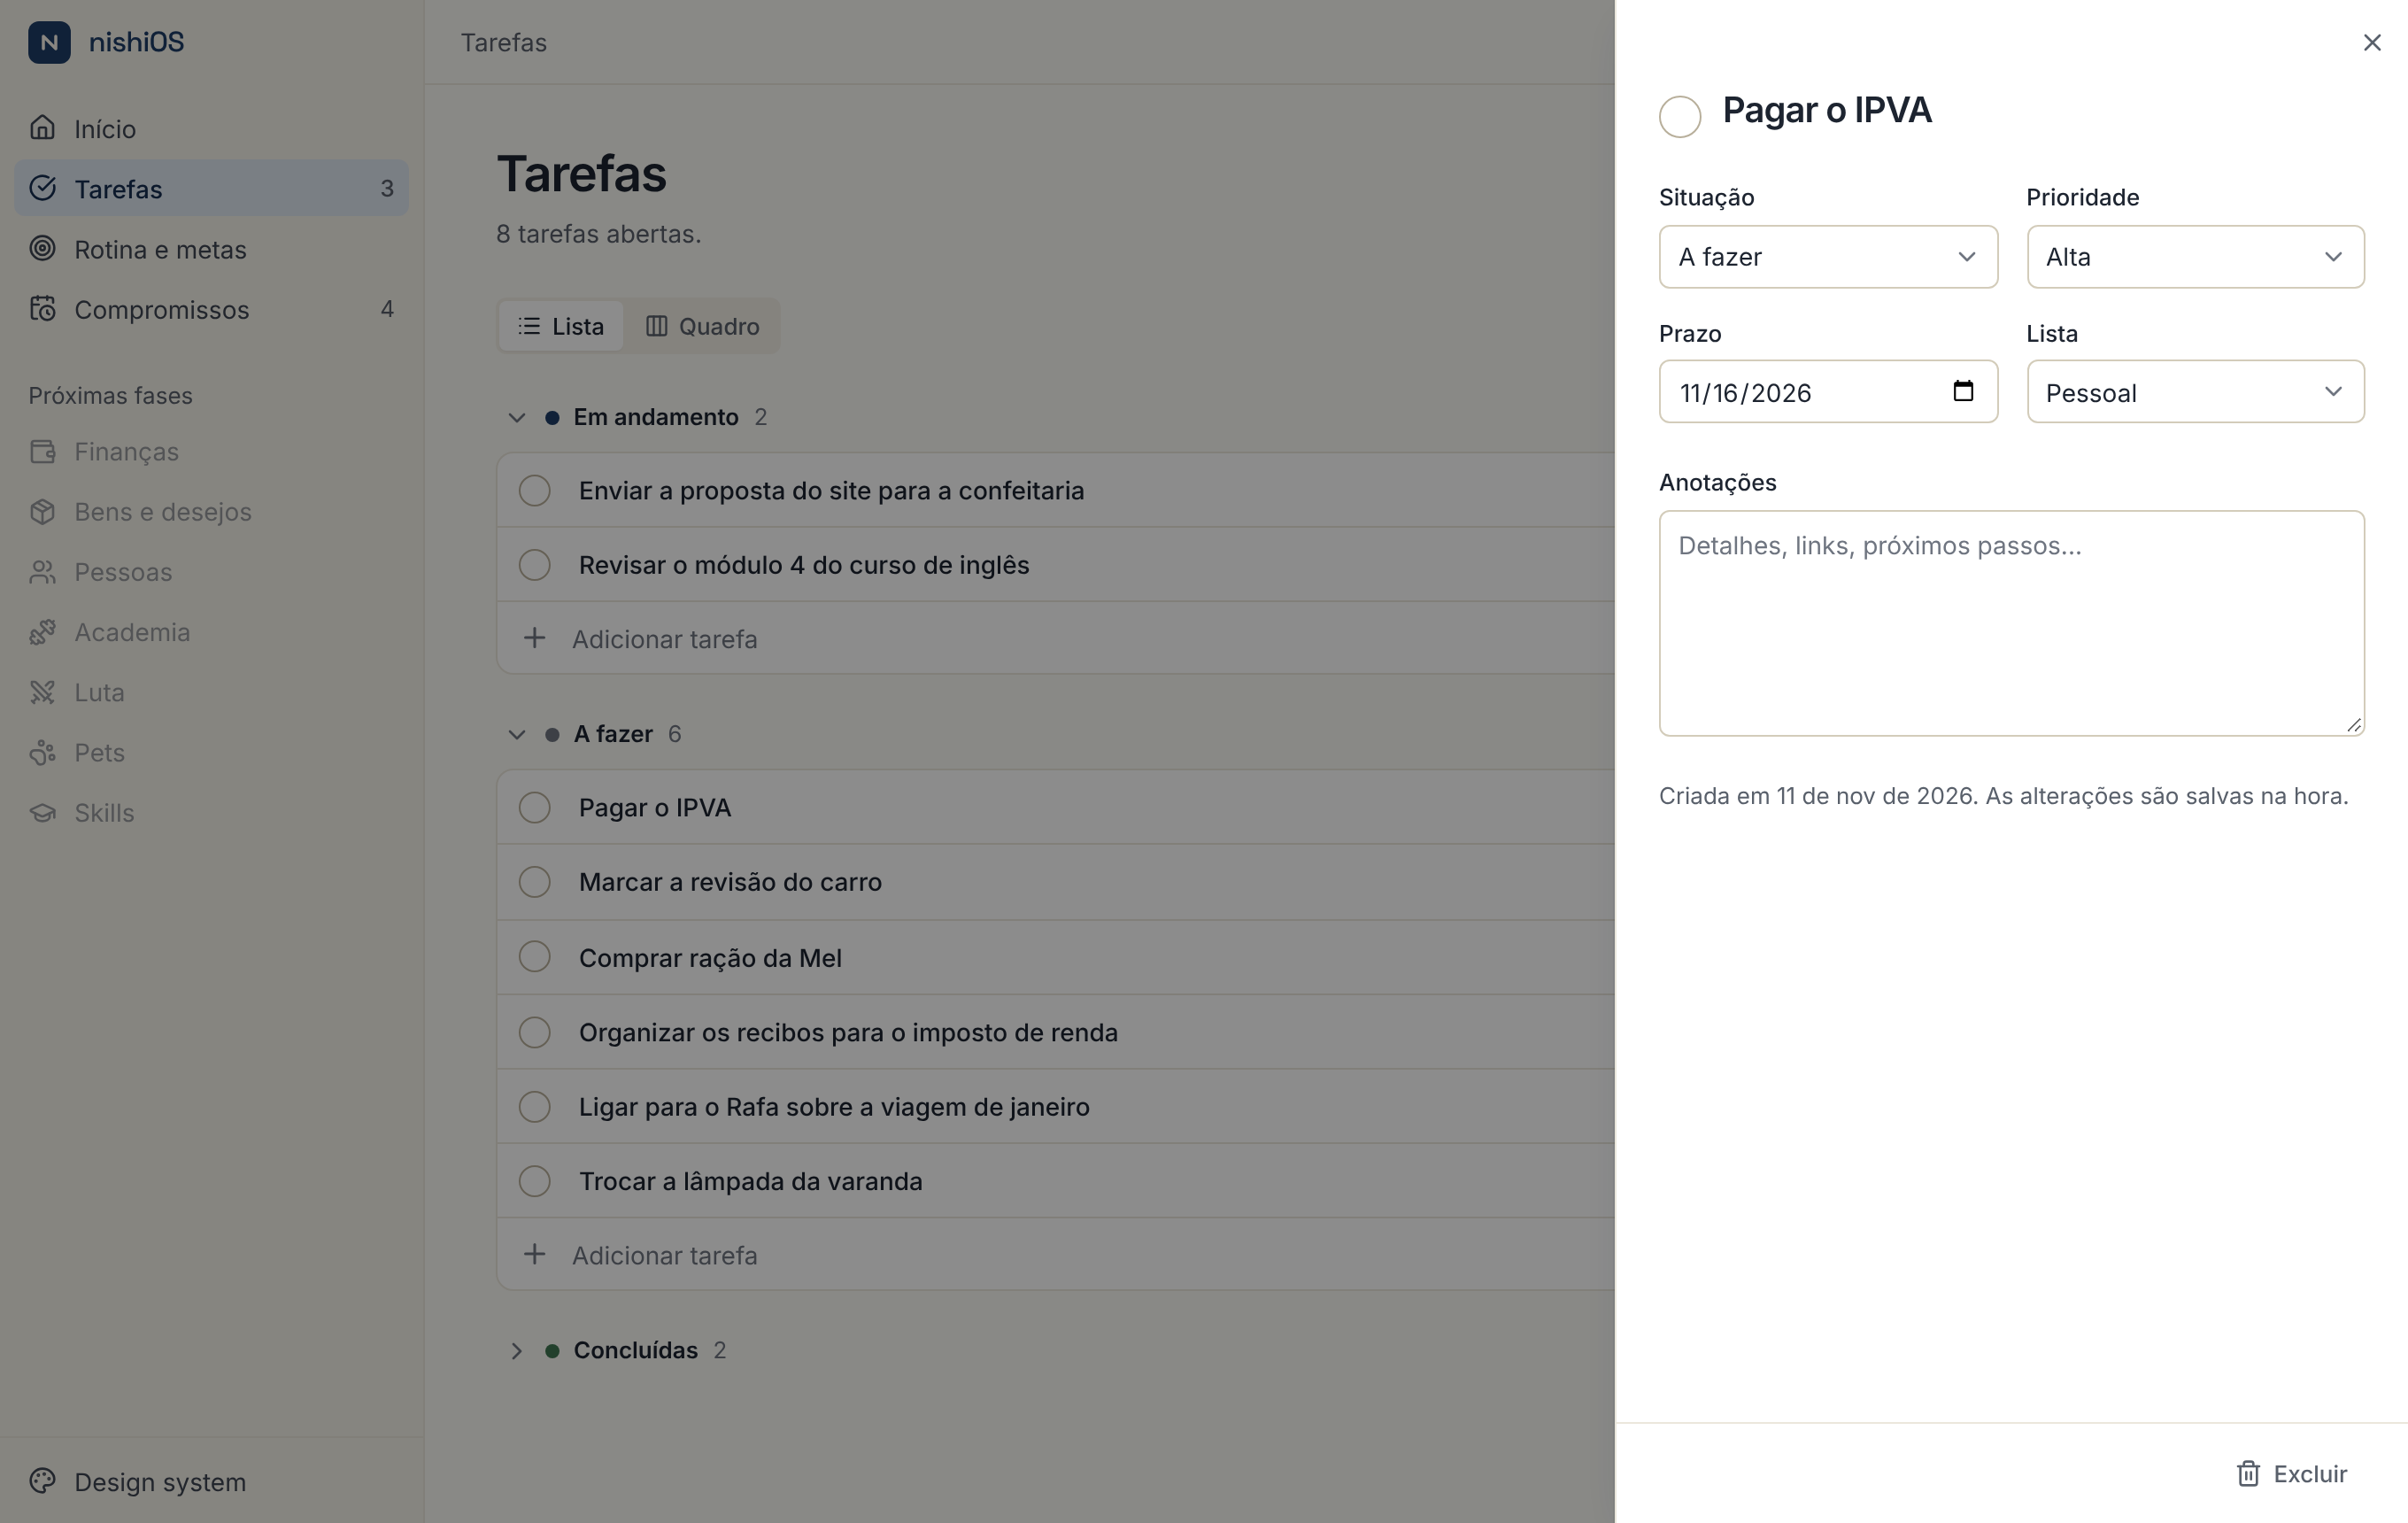 N nishiOS
Início
Tarefas 3
Rotina e metas
Compromissos 4
Próximas fases
Finanças
Bens e desejos
Pessoas
Academia
Luta
Pets
Skills
Design system
Tarefas
Tarefas
8 tarefas abertas.
Lista Quadro
Em andamento 2
Enviar a proposta do site para a confeitaria
Revisar o módulo 4 do curso de inglês
Adicionar tarefa
A fazer 6
Pagar o IPVA
Marcar a revisão do carro
Comprar ração da Mel
Organizar os recibos para o imposto de renda
Ligar para o Rafa sobre a viagem de janeiro
Trocar a lâmpada da varanda
Adicionar tarefa
Concluídas 2
Pagar o IPVA
Situação Prioridade
A fazer Alta
Prazo Lista
11/16/2026 Pessoal
Anotações
Detalhes, links, próximos passos...
Criada em 11 de nov de 2026. As alterações são salvas na hora.
Excluir